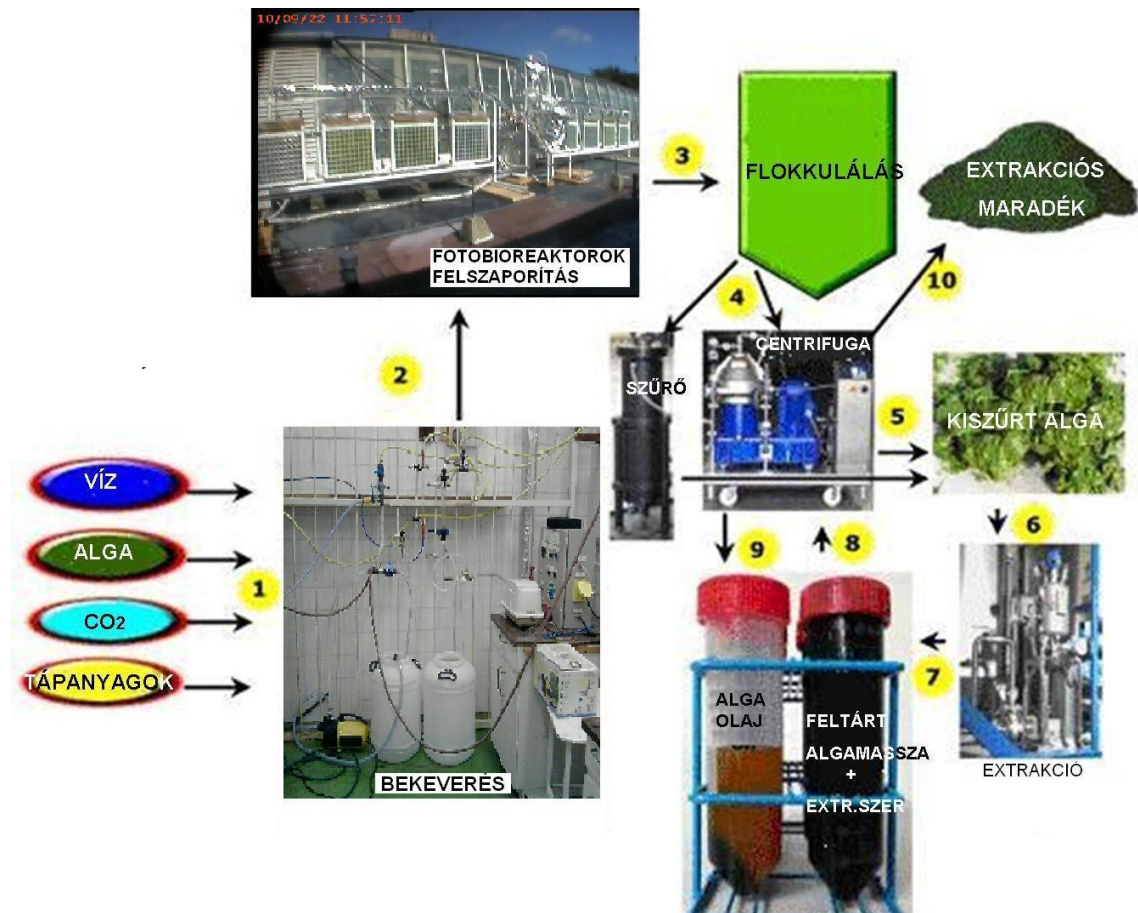 10/09/22 11:57:11
FOTOBIOREAKTOROK
FELSZAPORÍTÁS
3
FLOKKULÁLÁS
EXTRAKCIÓS
MARADÉK
10
4
CENTRIFUGA
SZŰRŐ
2
5
KISZŰRT ALGA
VÍZ
ALGA
CO2
TÁPANYAGOK
1
BEKEVERÉS
9
8
6
7
ALGA
OLAJ
FELTÁRT
ALGAMASSZA
+
EXTR.SZER
EXTRAKCIÓ